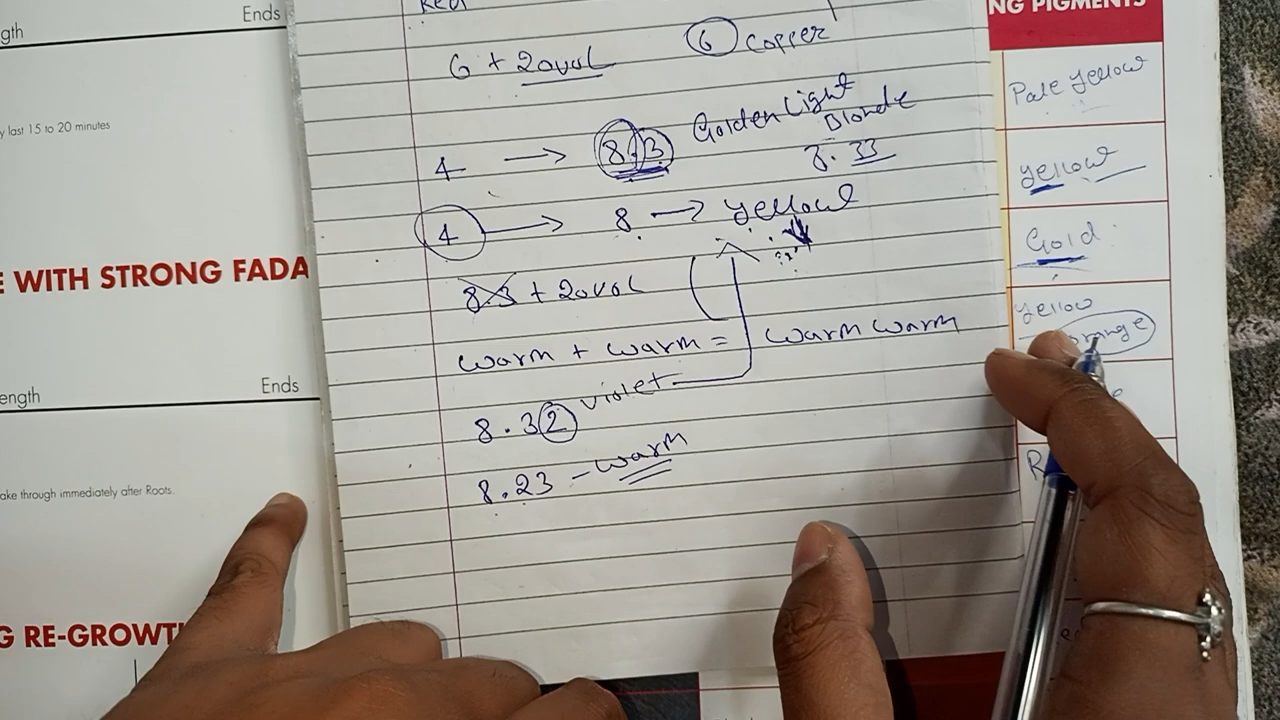 Red
6 + 20vol
6 copper
4 → 8.3 Golden Light
Blonde
8.33
4 → 8 → yellow
8.3 + 20vol
warm + warm = warm warm
8.32 violet
8.23 - warm
gth
Ends
y last 15 to 20 minutes
E WITH STRONG FADA
ength
Ends
ake through immediately after Roots.
G RE-GROWT
NG PIGMENTS
Pale Yellow
Yellow
Gold
Yellow
orange